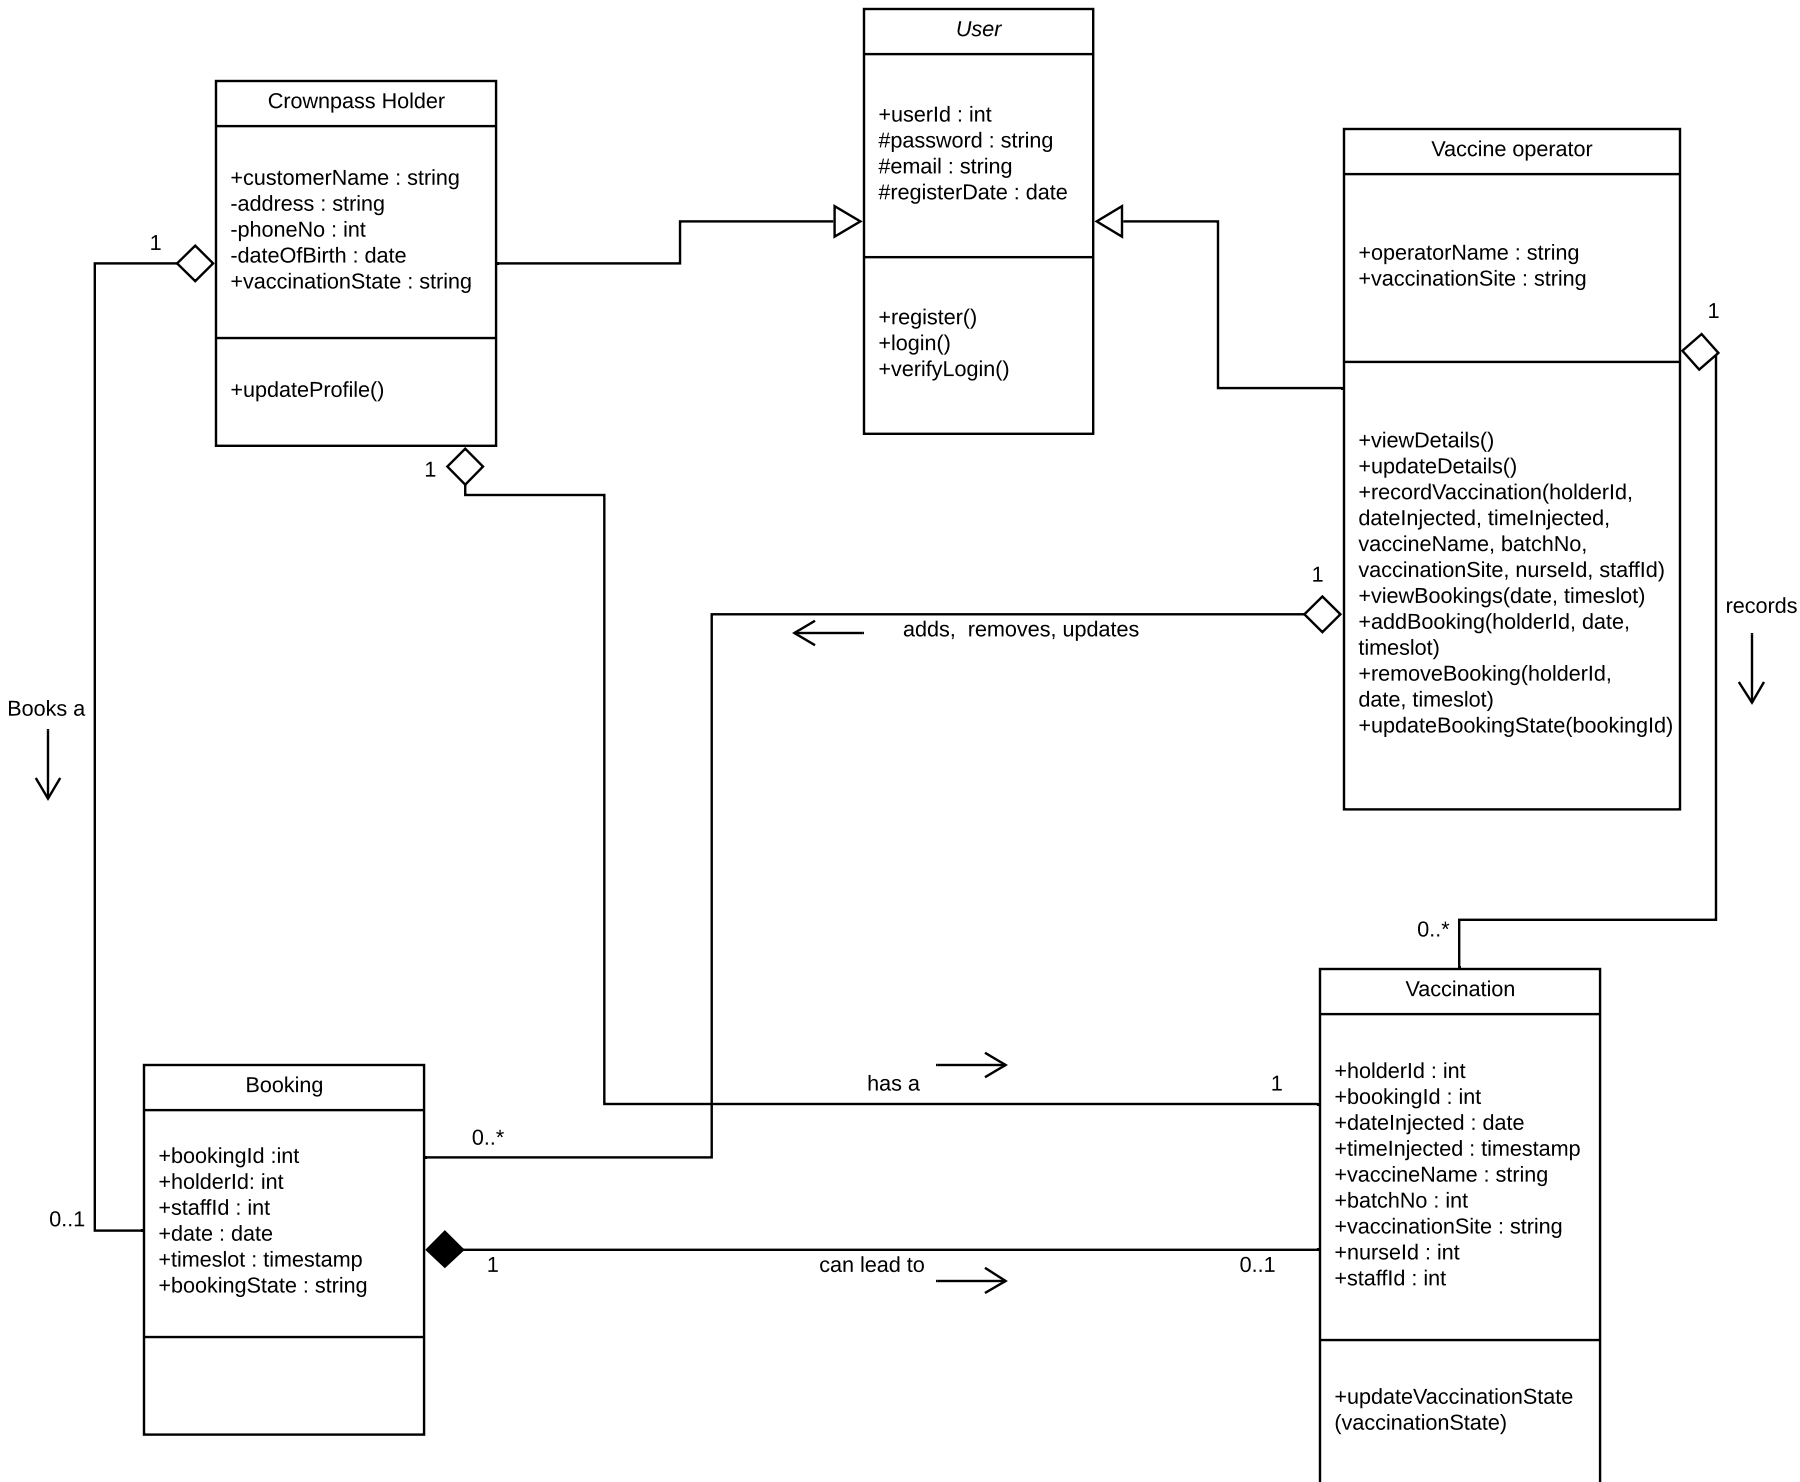 User
+userId : int
#password : string
#email : string
#registerDate : date
+register()
+login()
+verifyLogin()
Crownpass Holder
+customerName : string
-address : string
-phoneNo : int
-dateOfBirth : date
+vaccinationState : string
+updateProfile()
Vaccine operator
+operatorName : string
+vaccinationSite : string
+viewDetails()
+updateDetails()
+recordVaccination(holderId,
dateInjected, timeInjected,
vaccineName, batchNo,
vaccinationSite, nurseId, staffId)
+viewBookings(date, timeslot)
+addBooking(holderId, date,
timeslot)
+removeBooking(holderId,
date, timeslot)
+updateBookingState(bookingId)
1
1
1
1
adds,  removes, updates
records
Books a
0..*
has a
1
0..*
0..1
1
can lead to
0..1
Booking
+bookingId :int
+holderId: int
+staffId : int
+date : date
+timeslot : timestamp
+bookingState : string
Vaccination
+holderId : int
+bookingId : int
+dateInjected : date
+timeInjected : timestamp
+vaccineName : string
+batchNo : int
+vaccinationSite : string
+nurseId : int
+staffId : int
+updateVaccinationState
(vaccinationState)